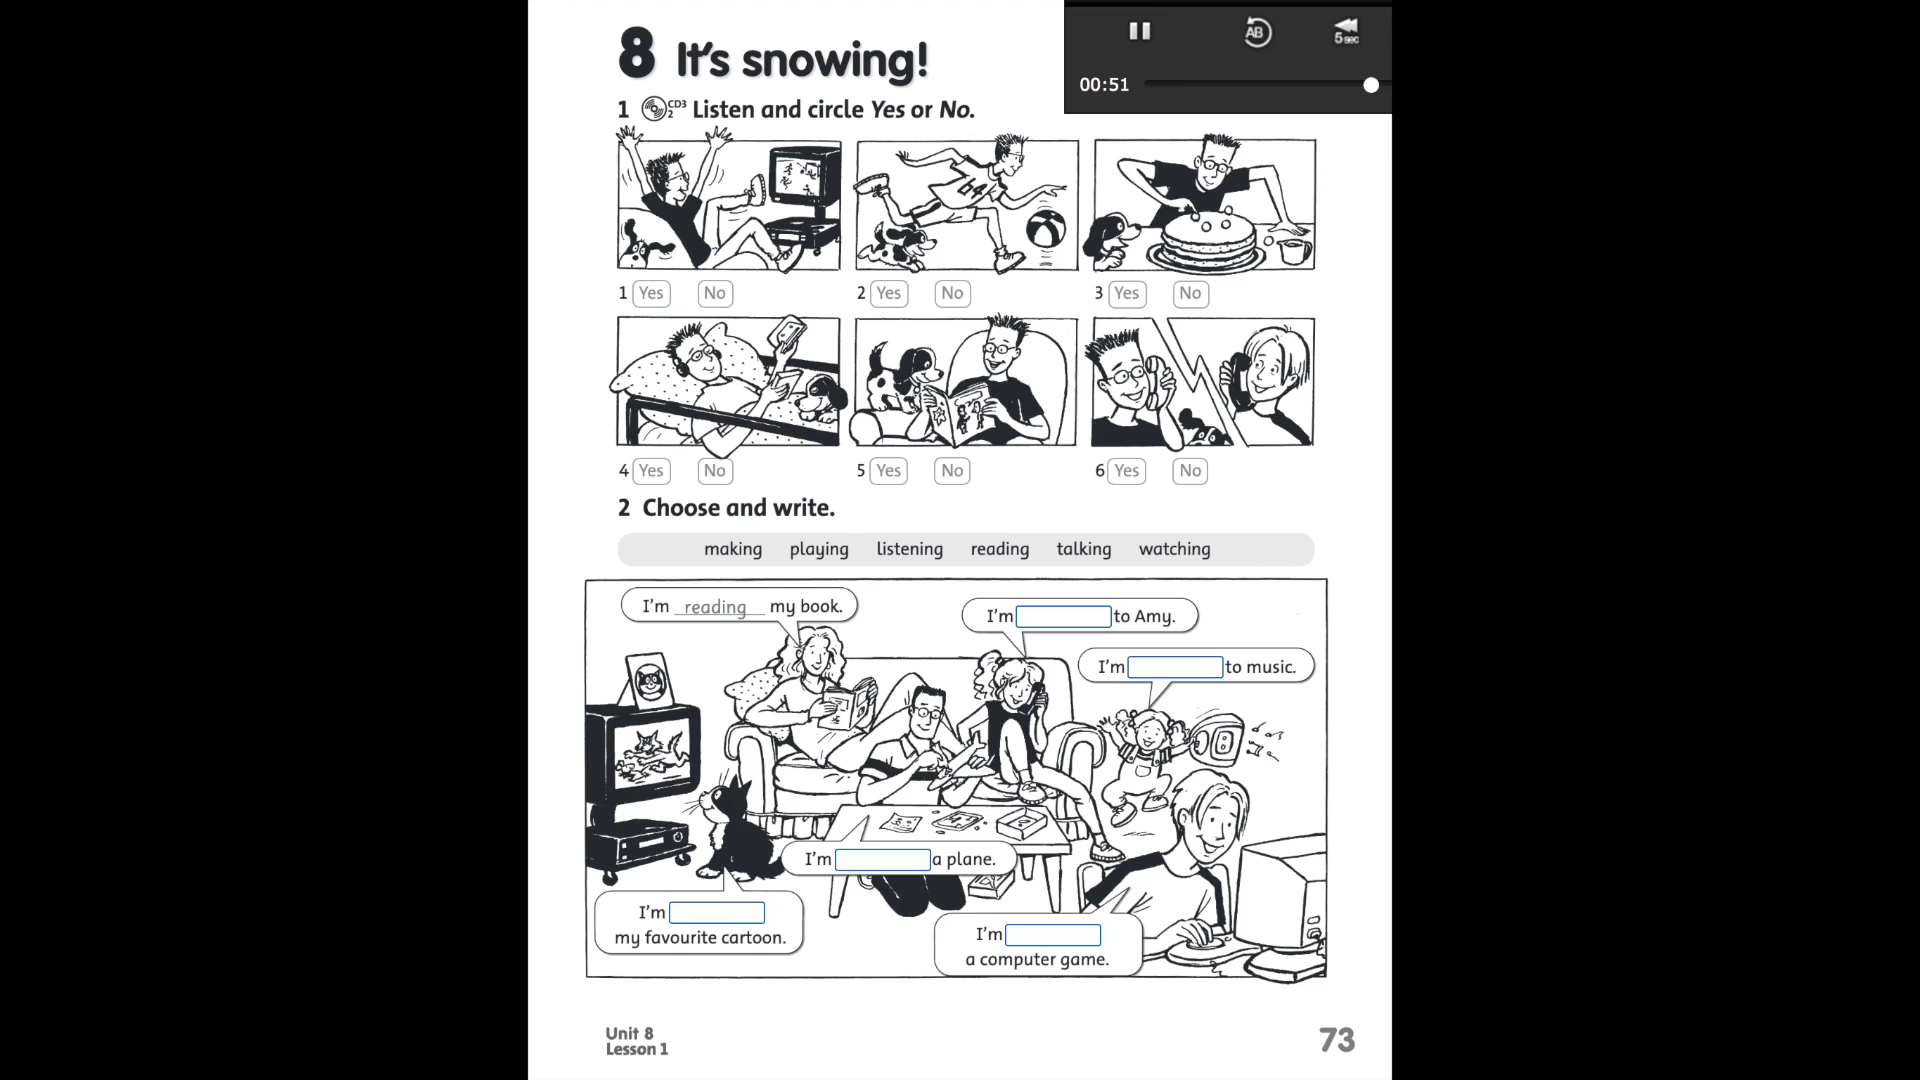 8 It's snowing!
AB
5 sec
00:51
1 CD3 2 Listen and circle Yes or No.
64
1 Yes No
2 Yes No
3 Yes No
4 Yes No
5 Yes No
6 Yes No
2 Choose and write.
making playing listening reading talking watching
I'm reading my book.
I'm to Amy.
I'm to music.
I'm a plane.
I'm
my favourite cartoon.
I'm
a computer game.
Unit 8
Lesson 1
73